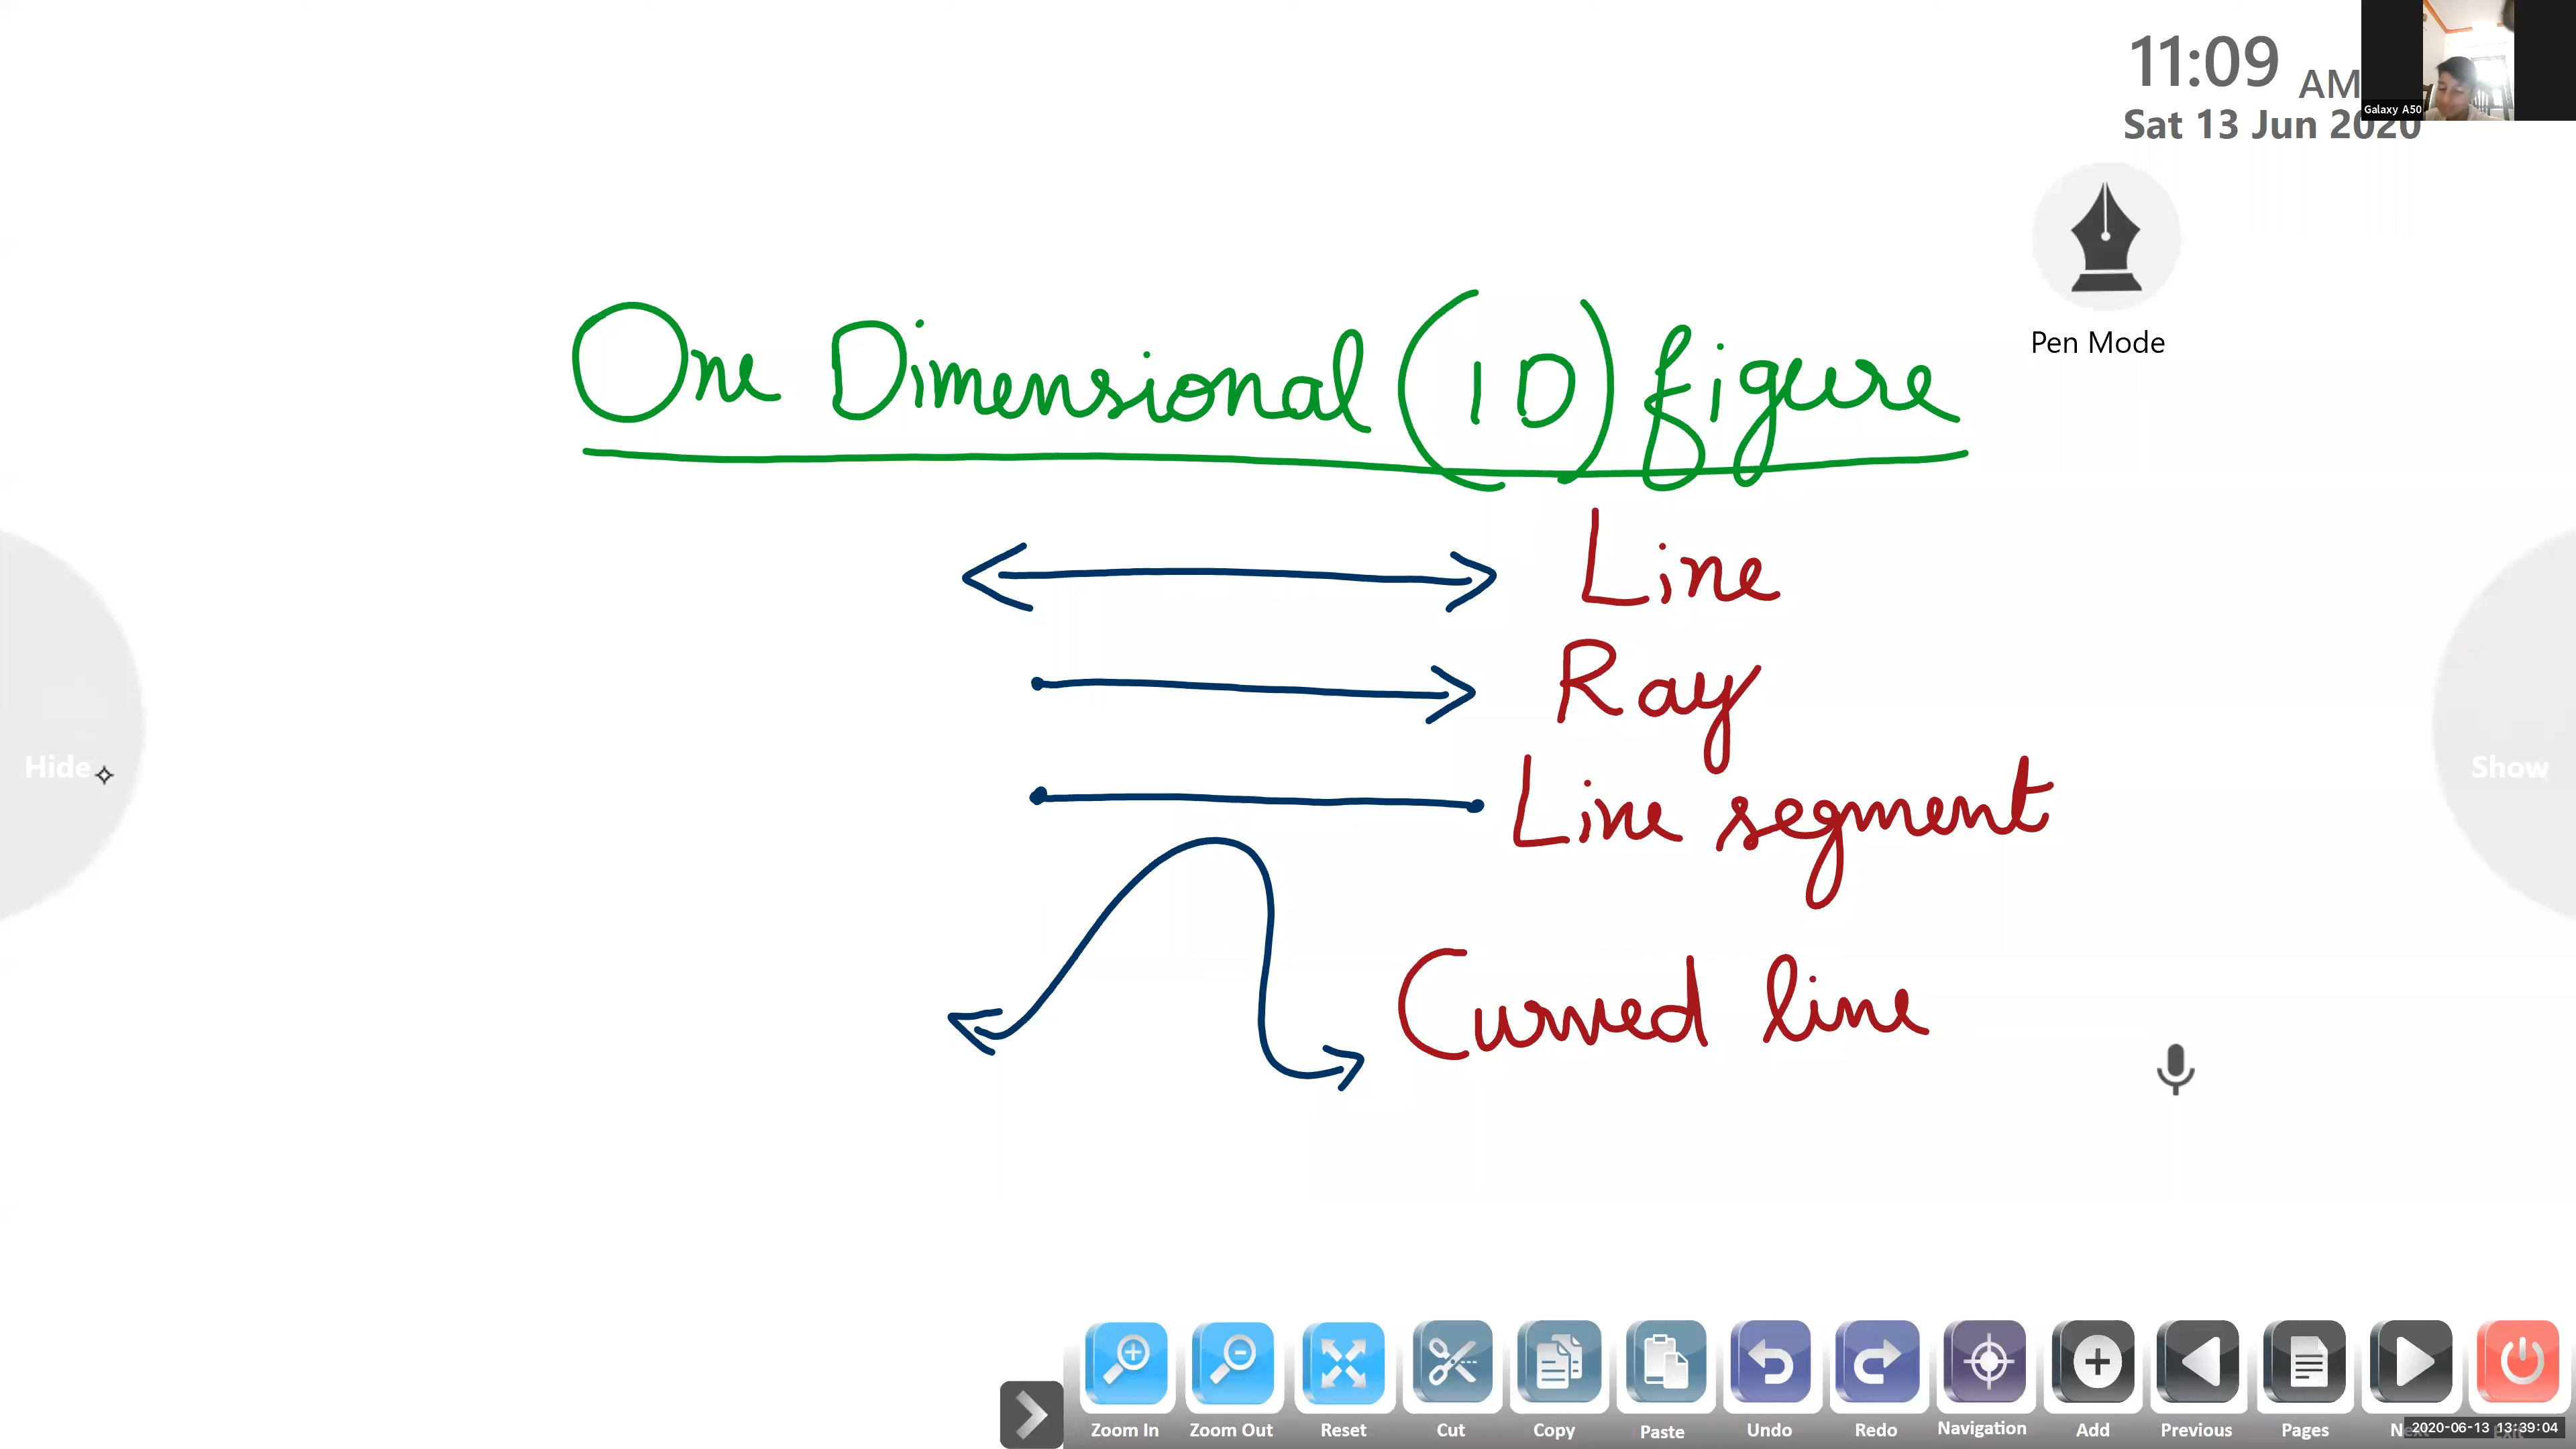 11:09 AM
Galaxy A50
Sat 13 Jun 2020
Pen Mode
One Dimensional (1D) figure
Line
Ray
Hide
Show
Line segment
Curved line
Zoom In Zoom Out Reset Cut Copy Paste Undo Redo Navigation Add Previous Pages
2020-06-13 13:39:04